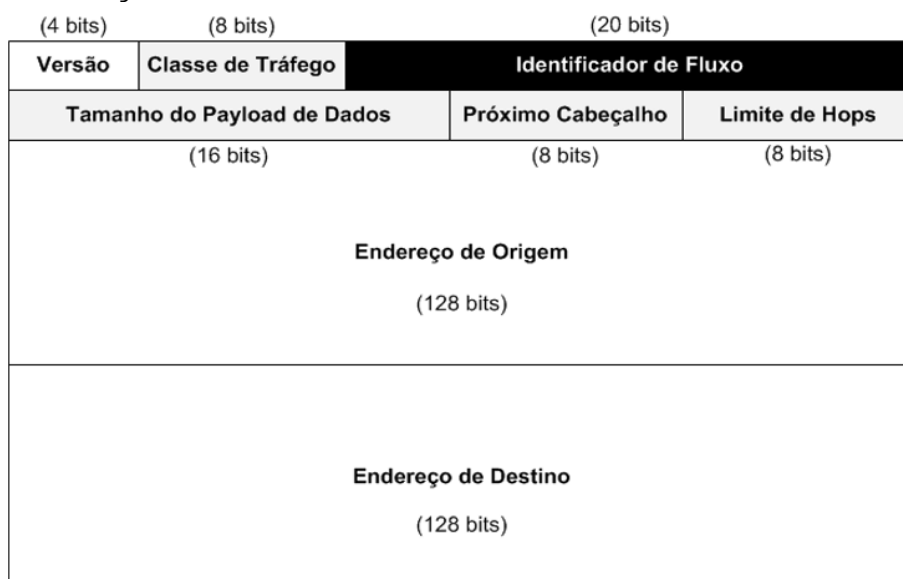 (4 bits) (8 bits) (20 bits)
Versão Classe de Tráfego Identificador de Fluxo
Tamanho do Payload de Dados Próximo Cabeçalho Limite de Hops
(16 bits) (8 bits) (8 bits)
Endereço de Origem
(128 bits)
Endereço de Destino
(128 bits)